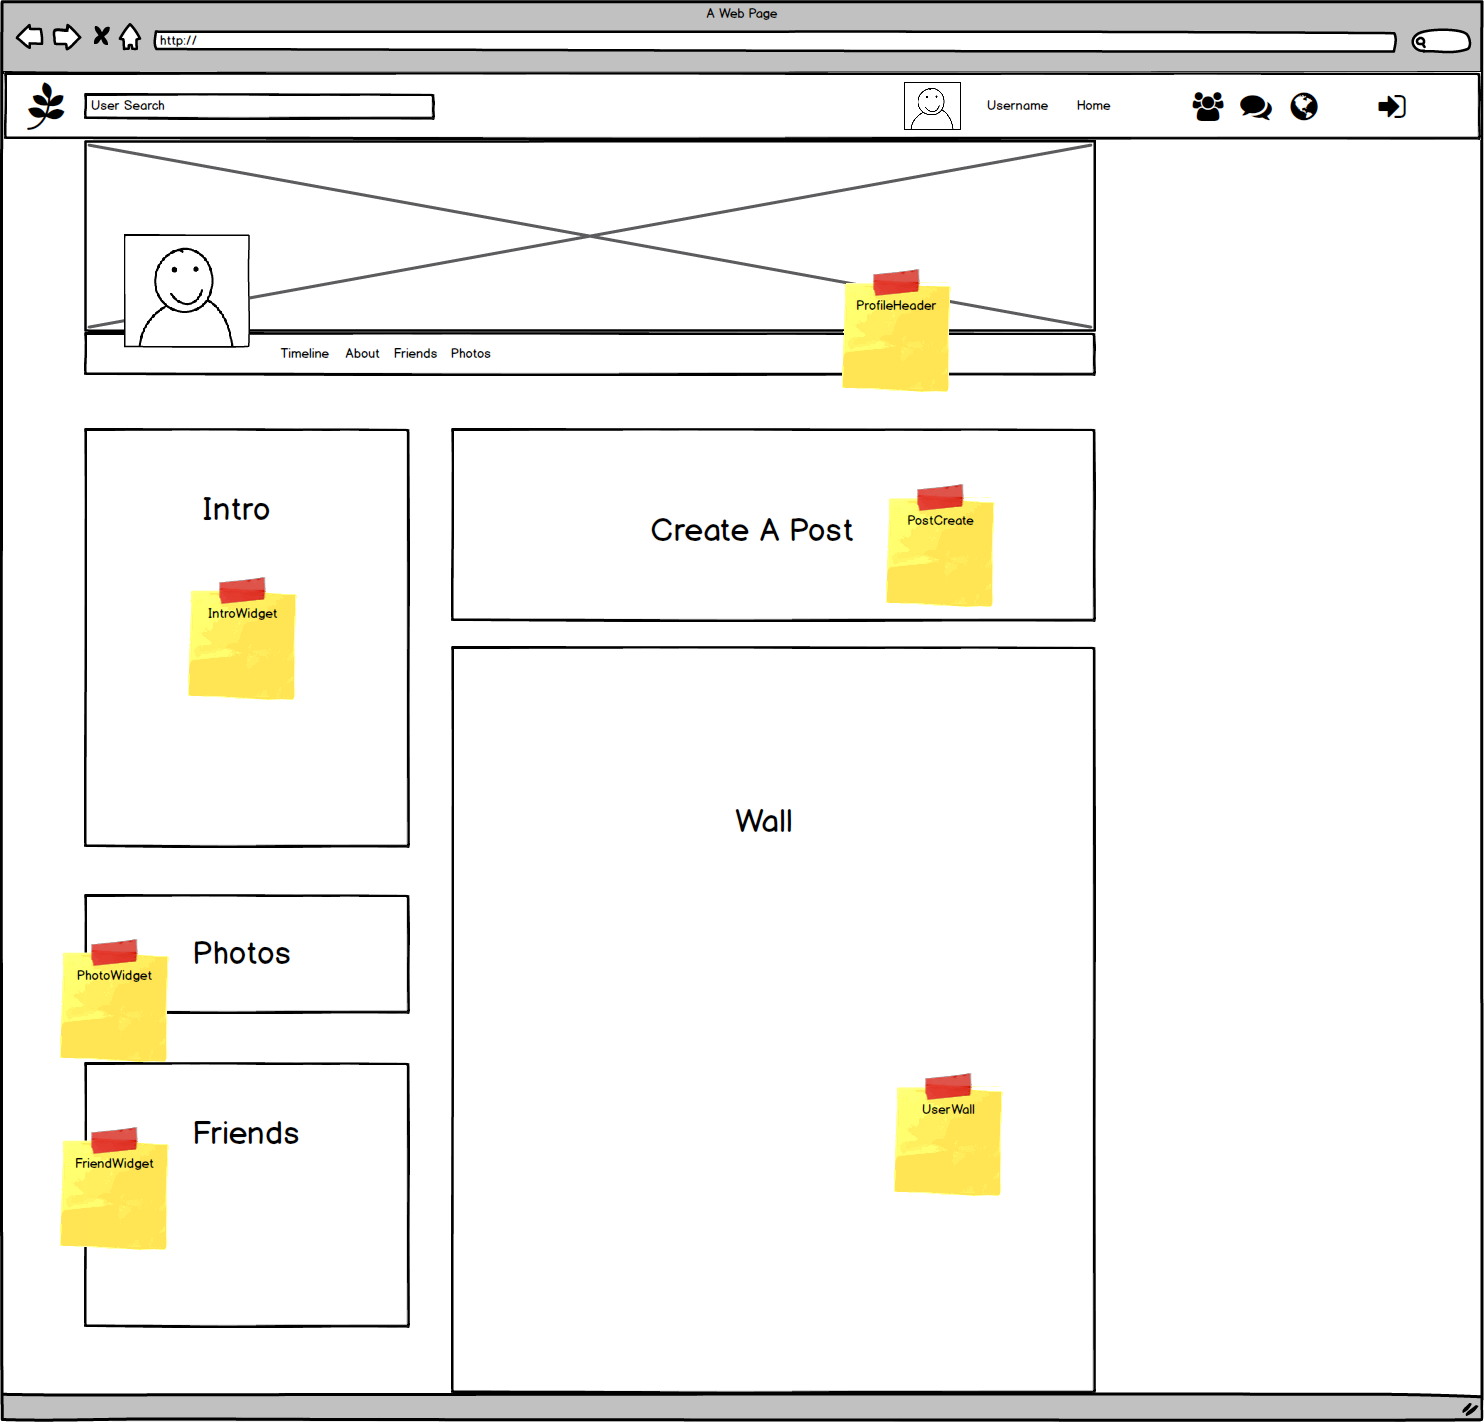 A Web Page
http://
User Search
Username
Home
ProfileHeader
Timeline About Friends Photos
Intro
IntroWidget
Create A Post
PostCreate
Wall
UserWall
Photos
PhotoWidget
Friends
FriendWidget